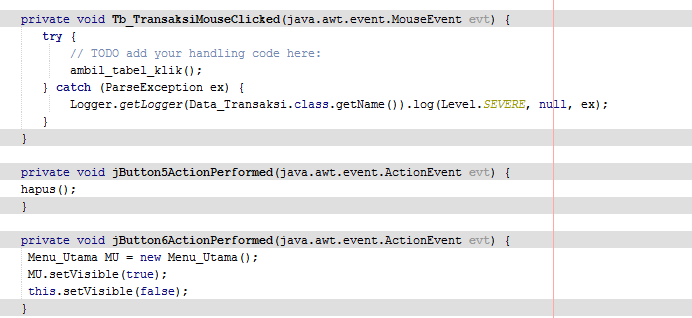 private void Tb_TransaksiMouseClicked(java.awt.event.MouseEvent evt) {
try {
// TODO add your handling code here:
ambil_tabel_klik();
} catch (ParseException ex) {
Logger.getLogger(Data_Transaksi.class.getName()).log(Level.SEVERE, null, ex);
}
}
private void jButton5ActionPerformed(java.awt.event.ActionEvent evt) {
hapus();
}
private void jButton6ActionPerformed(java.awt.event.ActionEvent evt) {
Menu_Utama MU = new Menu_Utama();
MU.setVisible(true);
this.setVisible(false);
}